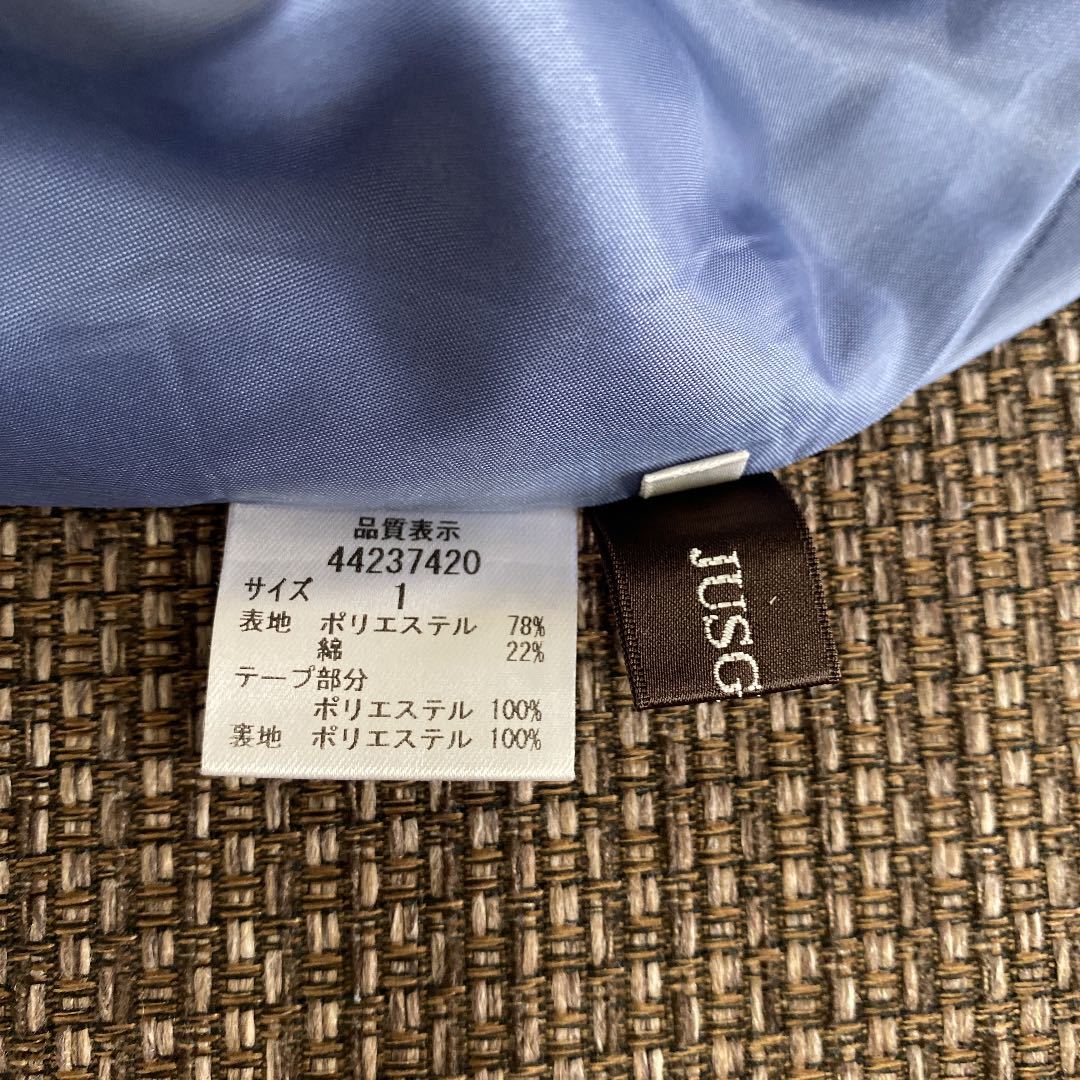 品質表示
44237420
サイズ 1
表地 ポリエステル 78%
綿 22%
テープ部分
ポリエステル 100%
裏地 ポリエステル 100%
JUSG